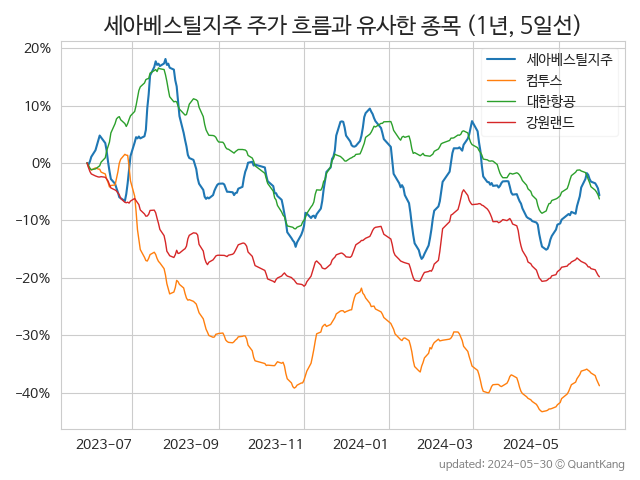 세아베스틸지주 주가 흐름과 유사한 종목 (1년, 5일선)
세아베스틸지주
컴투스
대한항공
강원랜드
20%
10%
0%
−10%
−20%
−30%
−40%
2023-07
2023-09
2023-11
2024-01
2024-03
2024-05
updated: 2024-05-30 © QuantKang